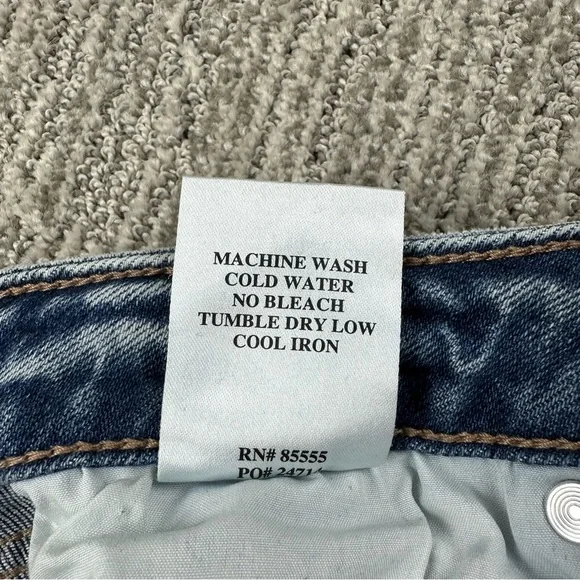 MACHINE WASH
COLD WATER
NO BLEACH
TUMBLE DRY LOW
COOL IRON
RN# 85555
PO#